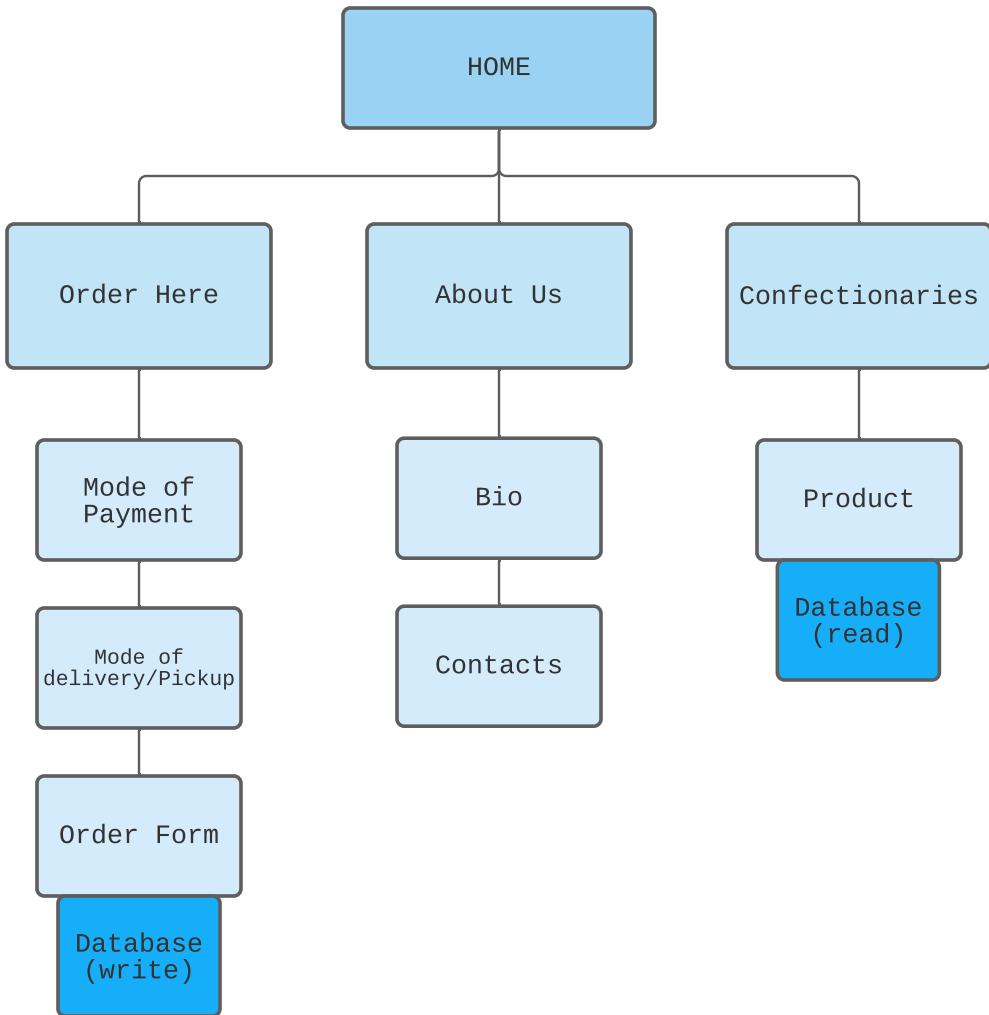 HOME
Order Here
About Us
Confectionaries
Mode of
Payment
Bio
Product
Database
(read)
Mode of
delivery/Pickup
Contacts
Order Form
Database
(write)